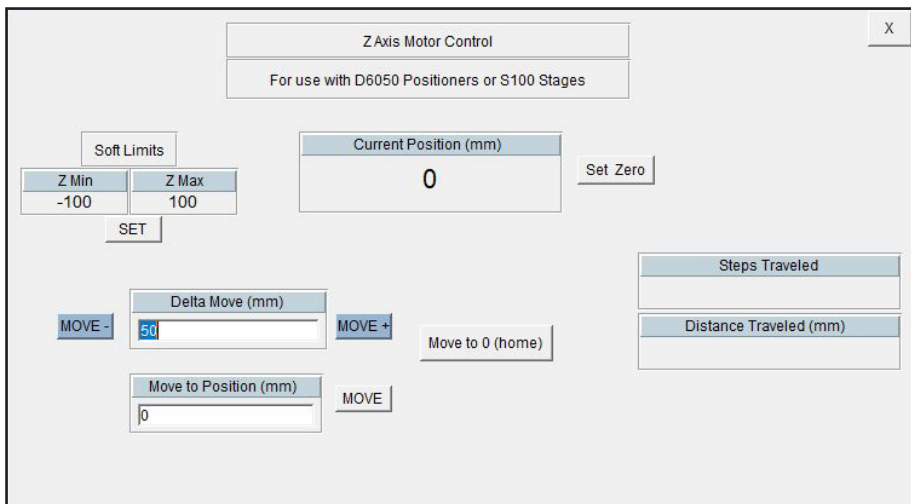 X
Z Axis Motor Control
For use with D6050 Positioners or S100 Stages
Soft Limits
Z Min Z Max
-100 100
SET
Current Position (mm)
0
Set Zero
Steps Traveled
Distance Traveled (mm)
Delta Move (mm)
MOVE - 50 MOVE +
Move to 0 (home)
Move to Position (mm)
0 MOVE